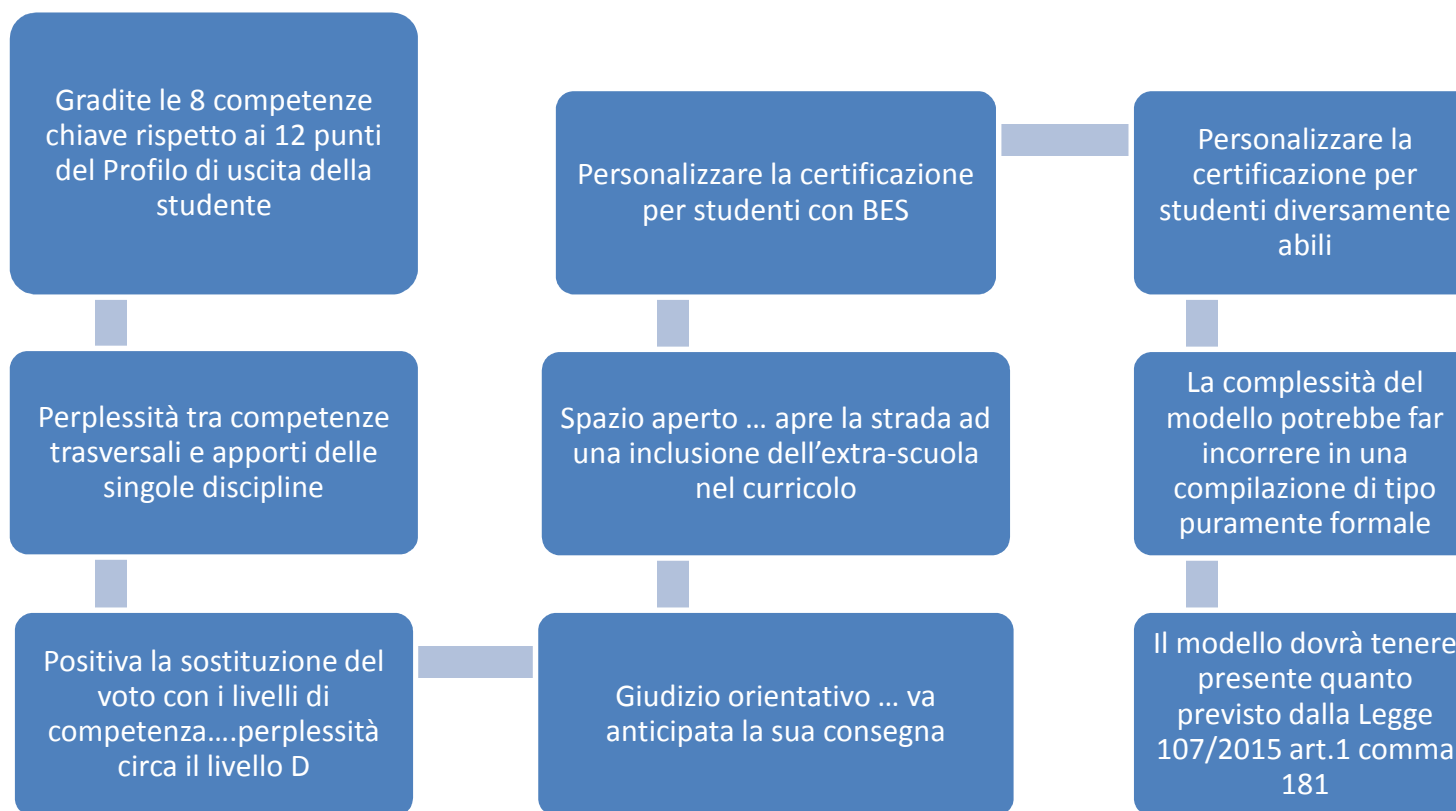 Gradite le 8 competenze
chiave rispetto ai 12 punti
del Profilo di uscita della
studente
Perplessità tra competenze
trasversali e apporti delle
singole discipline
Positiva la sostituzione del
voto con i livelli di
competenza....perplessità
circa il livello D
Giudizio orientativo ... va
anticipata la sua consegna
Spazio aperto ... apre la strada ad
una inclusione dell’extra-scuola
nel curricolo
Personalizzare la certificazione
per studenti con BES
Personalizzare la
certificazione per
studenti diversamente
abili
La complessità del
modello potrebbe far
incorrere in una
compilazione di tipo
puramente formale
Il modello dovrà tenere
presente quanto
previsto dalla Legge
107/2015 art.1 comma
181